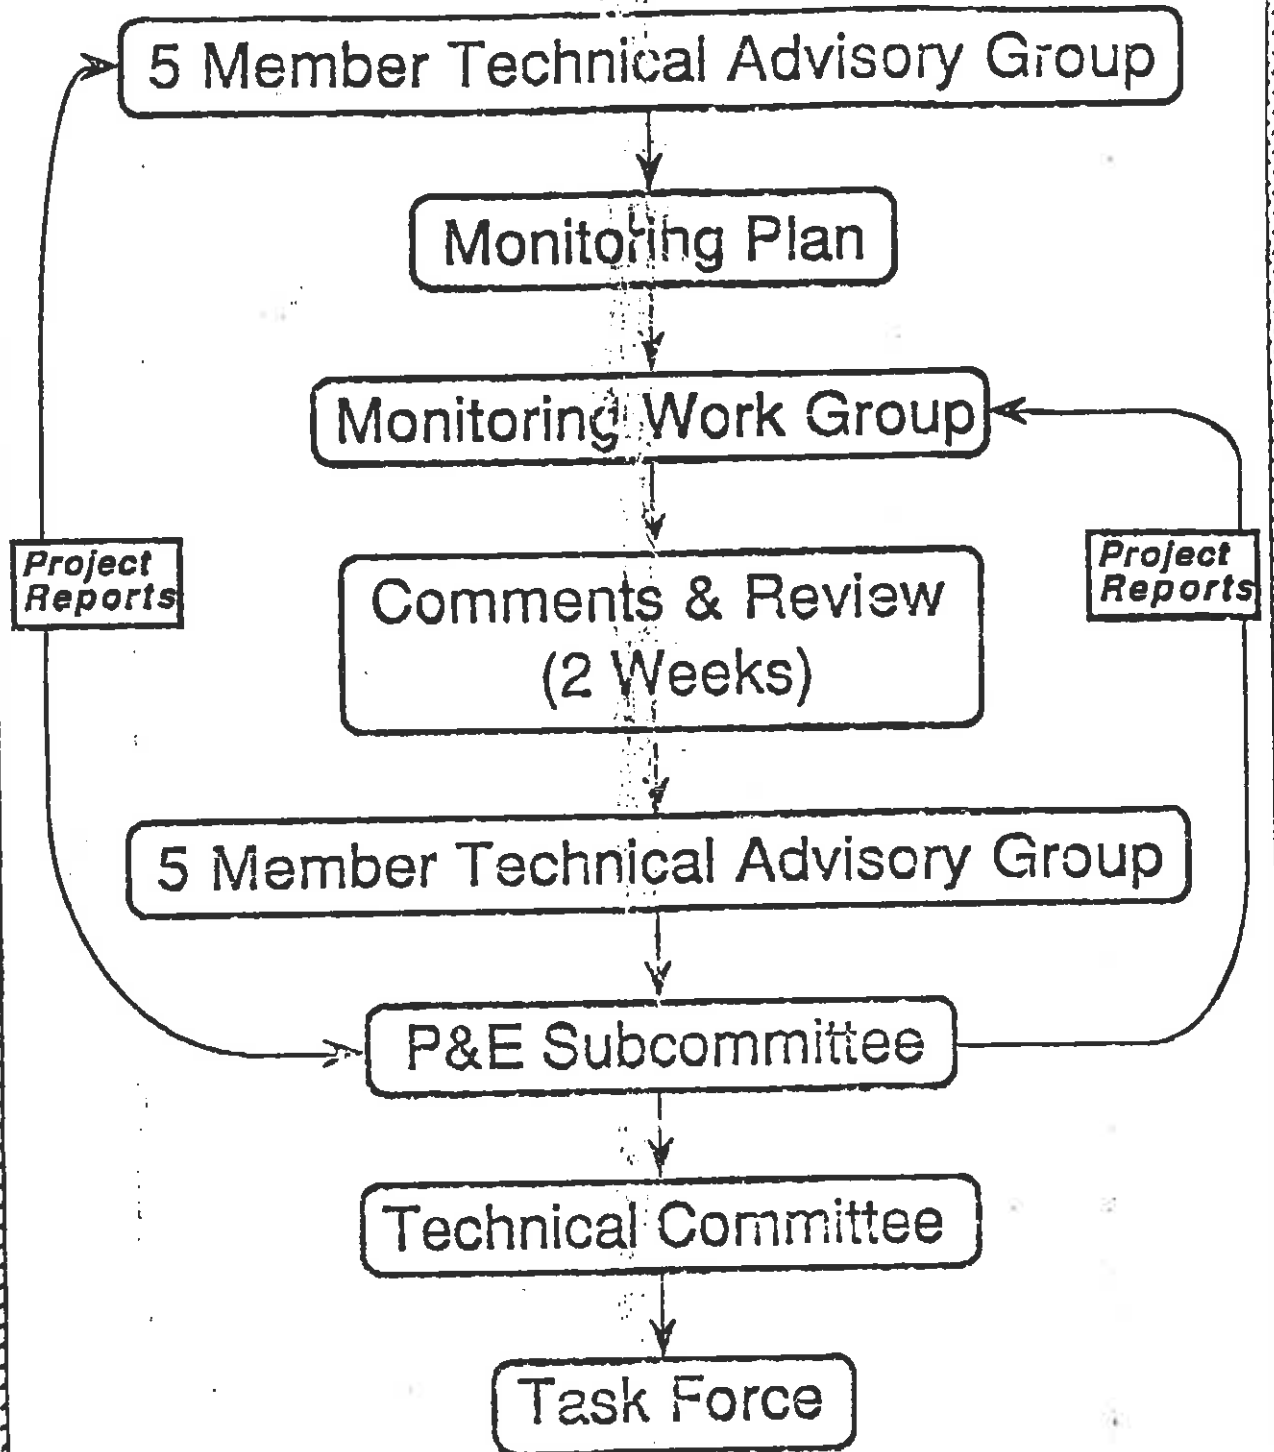 5 Member Technical Advisory Group
Monitoring Plan
Monitoring Work Group
Project
Reports
Project
Reports
Comments & Review
(2 Weeks)
5 Member Technical Advisory Group
P&E Subcommittee
Technical Committee
Task Force